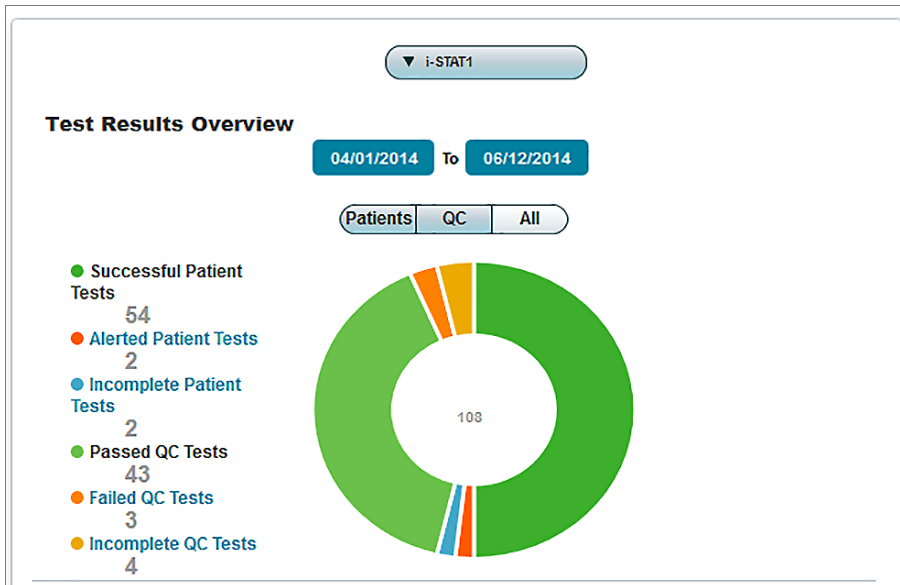 ▼ i-STAT1
Test Results Overview
04/01/2014 To 06/12/2014
Patients QC All
Successful Patient
Tests
54
Alerted Patient Tests
2
Incomplete Patient
Tests
2
Passed QC Tests
43
Failed QC Tests
3
Incomplete QC Tests
4
108